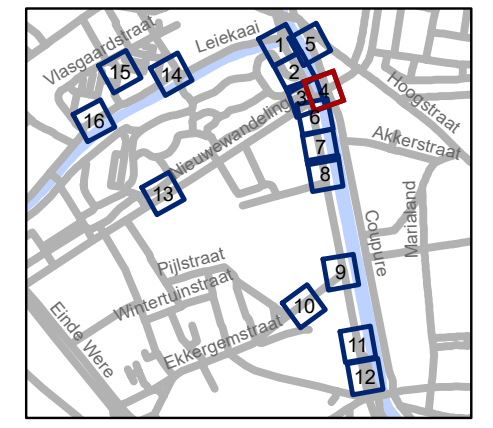 Vlasgaardstraat
Leiekaai
1
5
2
15
14
4
3
Hoogstraat
16
6
Nieuwewandeling
Akkerstraat
7
8
13
Marialand
Coupure
Pijlstraat
9
Wintertuinstraat
10
Einde Were
Ekkergemstraat
11
12